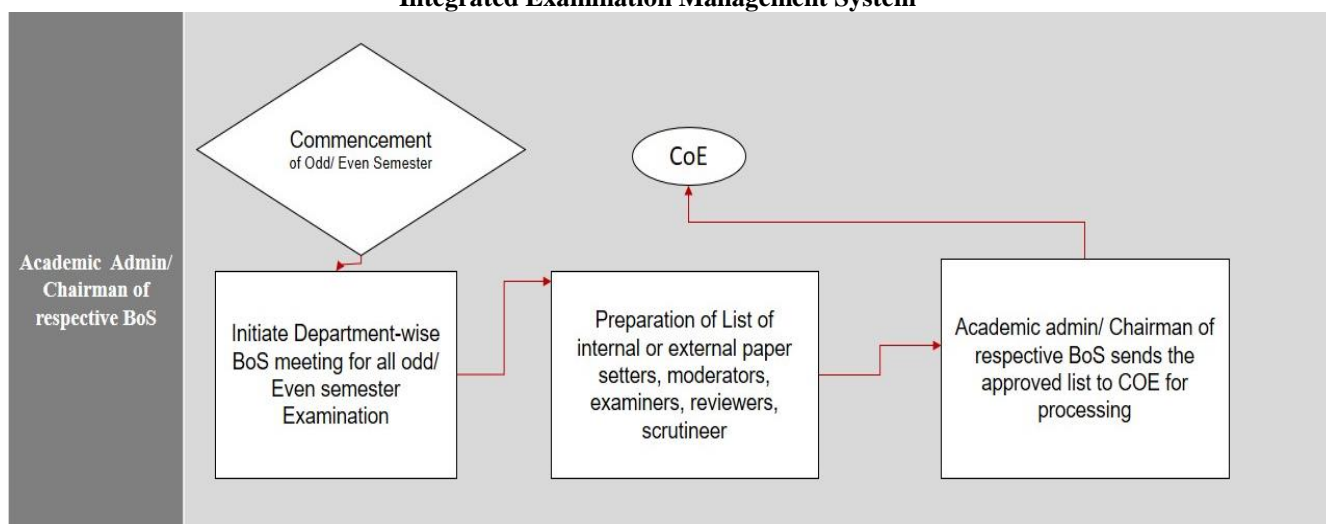 Integrated Examination Management System
Academic Admin/
Chairman of
respective BoS
Commencement
of Odd/ Even Semester
CoE
Initiate Department-wise
BoS meeting for all odd/
Even semester
Examination
Preparation of List of
internal or external paper
setters, moderators,
examiners, reviewers,
scrutineer
Academic admin/ Chairman of
respective BoS sends the
approved list to COE for
processing